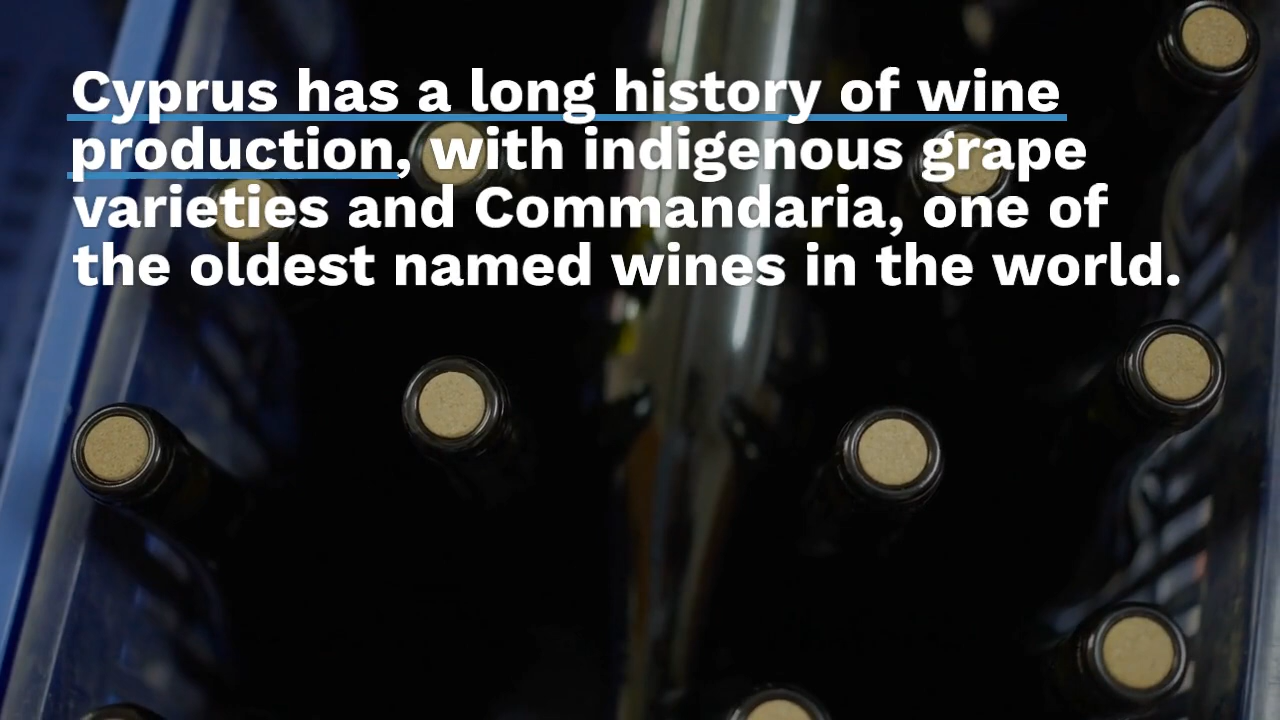 Cyprus has a long history of wine
production, with indigenous grape
varieties and Commandaria, one of
the oldest named wines in the world.